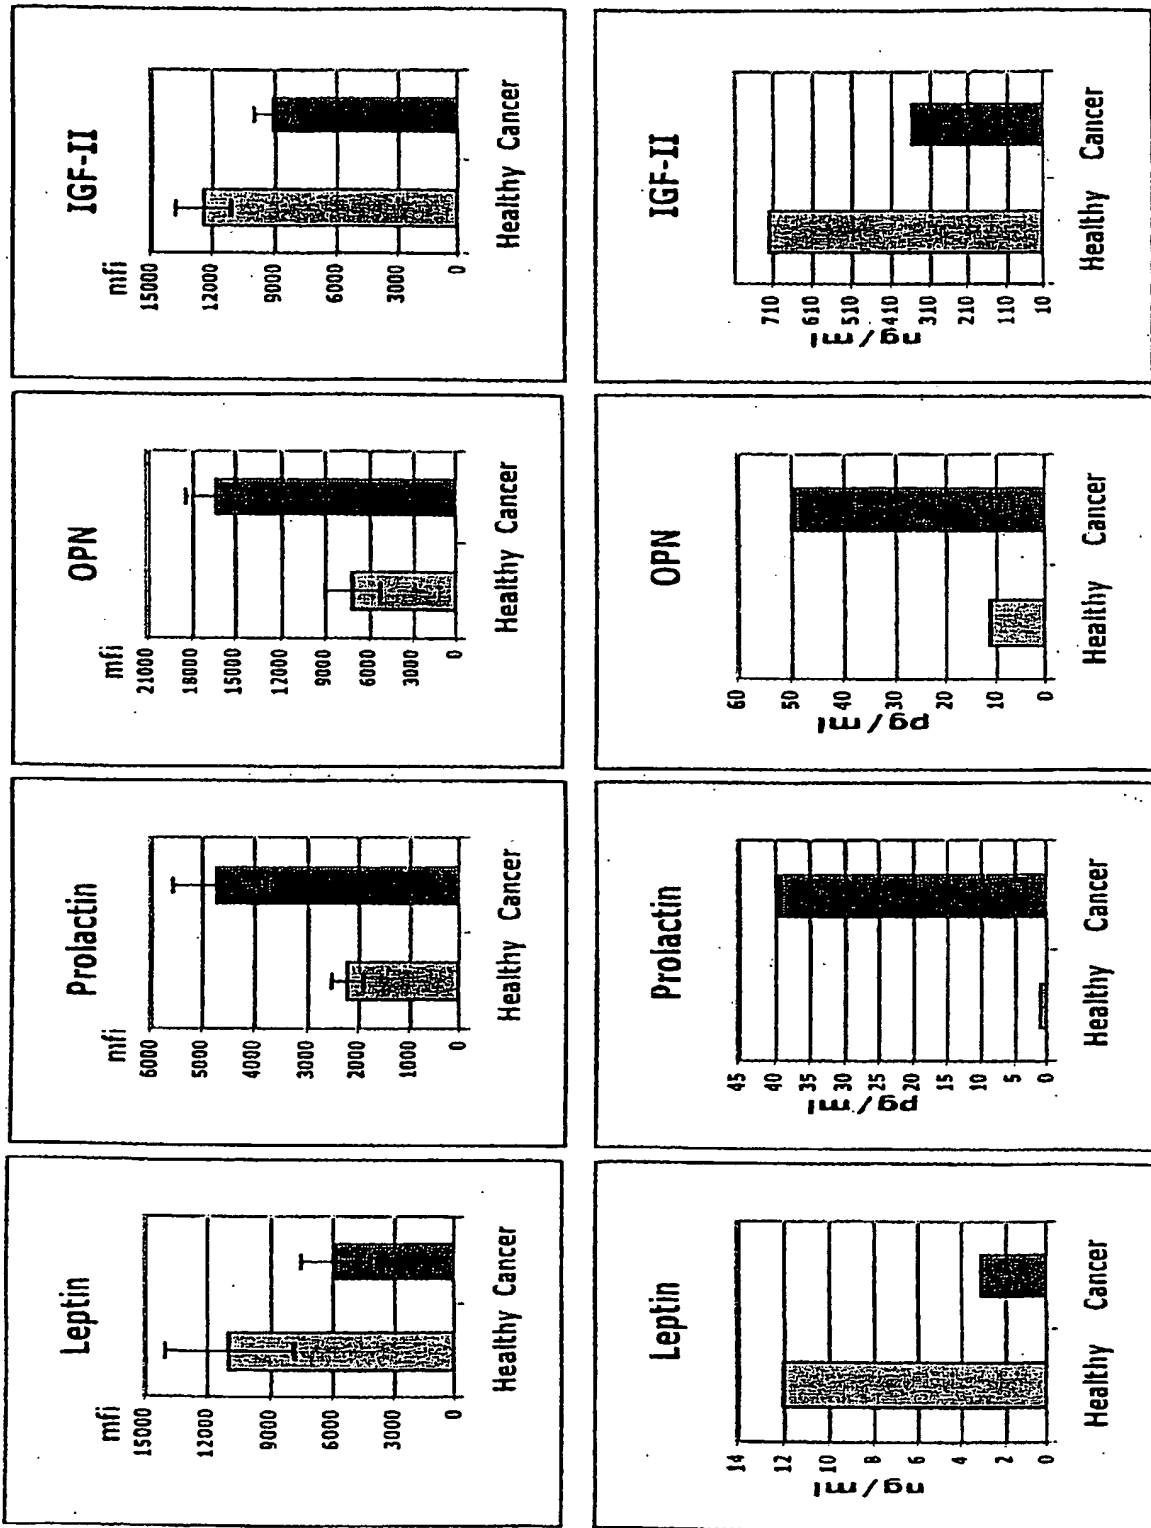 Leptin
mfi
15000
12000
9000
6000
3000
0
Healthy Cancer
Prolactin
mfi
6000
5000
4000
3000
2000
1000
0
Healthy Cancer
OPN
mfi
21000
18000
15000
12000
9000
6000
3000
0
Healthy Cancer
IGF-II
mfi
15000
12000
9000
6000
3000
0
Healthy Cancer
Leptin
ng/ml
14
12
10
8
6
4
2
0
Healthy Cancer
Prolactin
pg/ml
45
40
35
30
25
20
15
10
5
0
Healthy Cancer
OPN
pg/ml
60
50
40
30
20
10
0
Healthy Cancer
IGF-II
ng/ml
710
610
510
410
310
210
110
10
Healthy Cancer